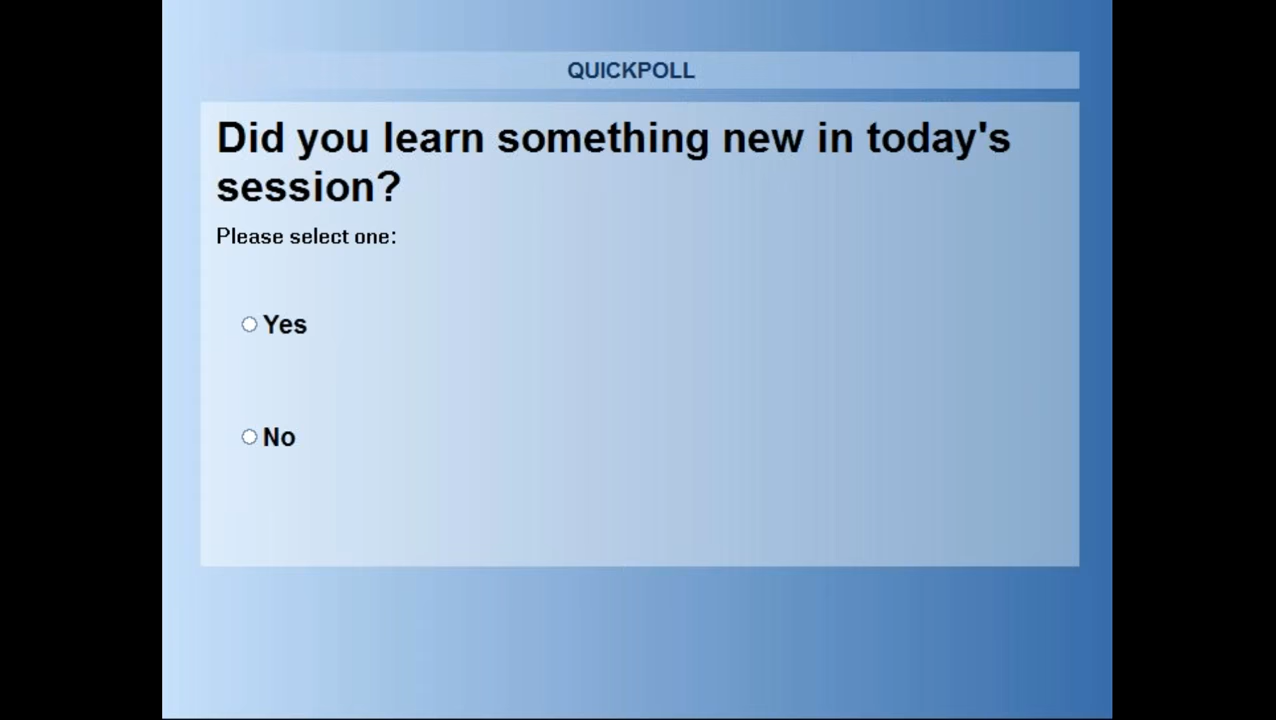 QUICKPOLL
Did you learn something new in today's
session?
Please select one:
Yes
No